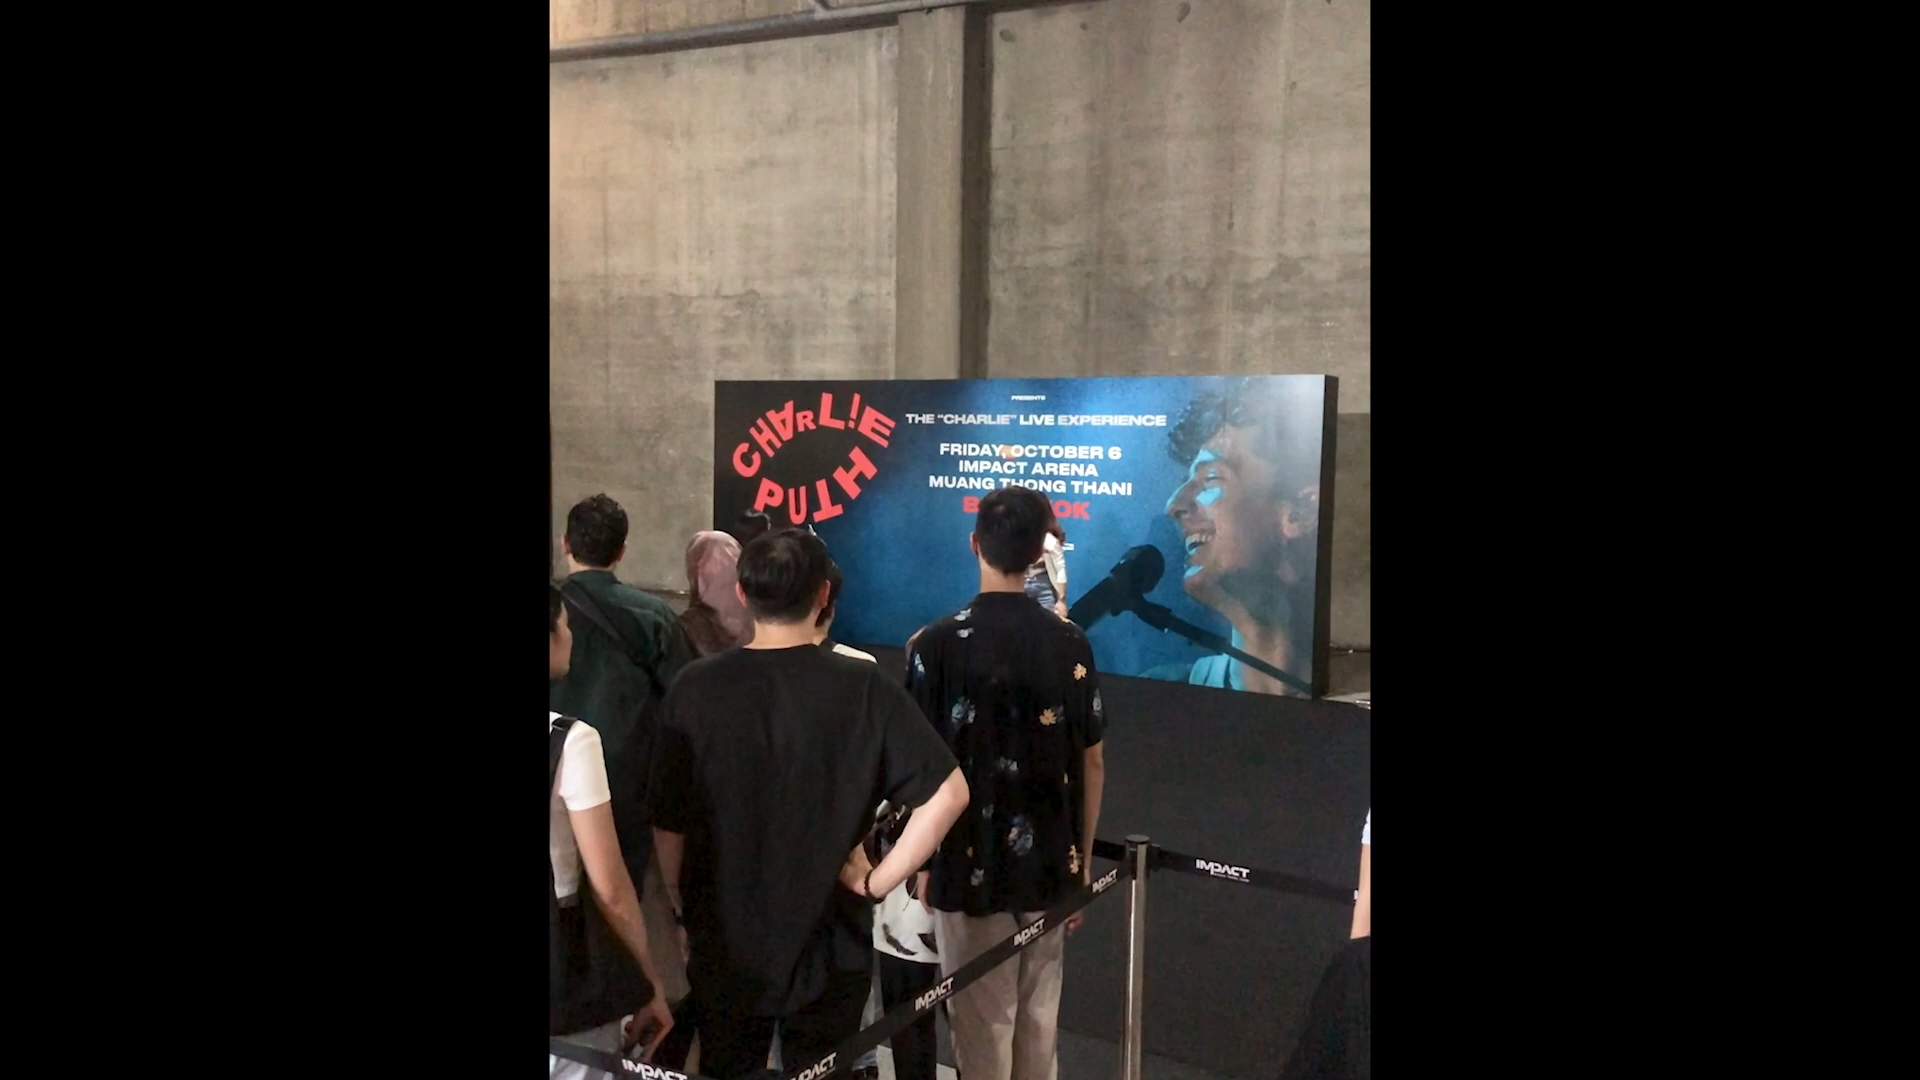 CHARLIE
PUTH
PRESENTS
THE "CHARLIE" LIVE EXPERIENCE
FRIDAY, OCTOBER 6
IMPACT ARENA
MUANG THONG THANI
IMPACT
IMPACT
IMPACT
IMPACT
IMPACT
IMPACT